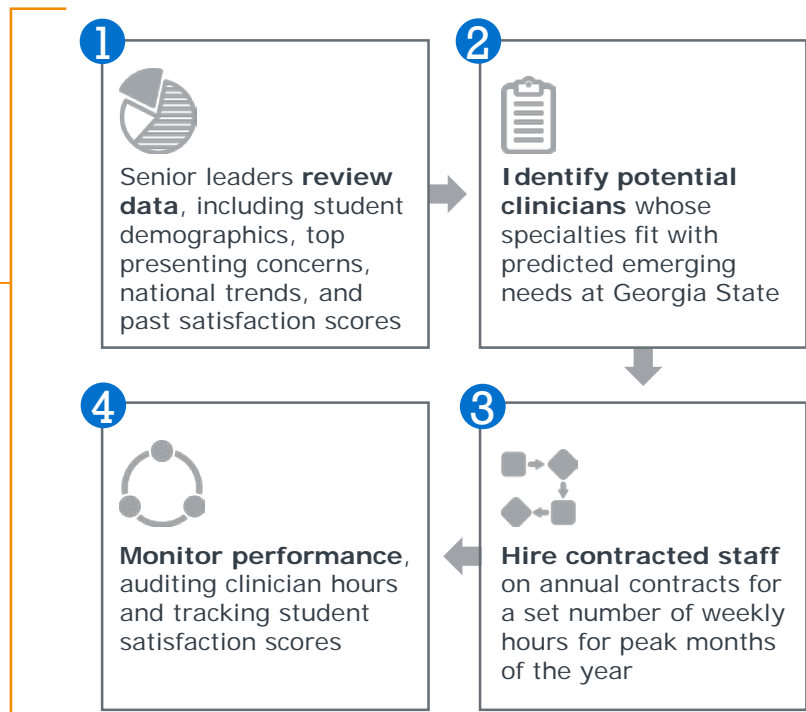 1
Senior leaders review
data, including student
demographics, top
presenting concerns,
national trends, and
past satisfaction scores
2
Identify potential
clinicians whose
specialties fit with
predicted emerging
needs at Georgia State
3
Hire contracted staff
on annual contracts for
a set number of weekly
hours for peak months
of the year
4
Monitor performance,
auditing clinician hours
and tracking student
satisfaction scores